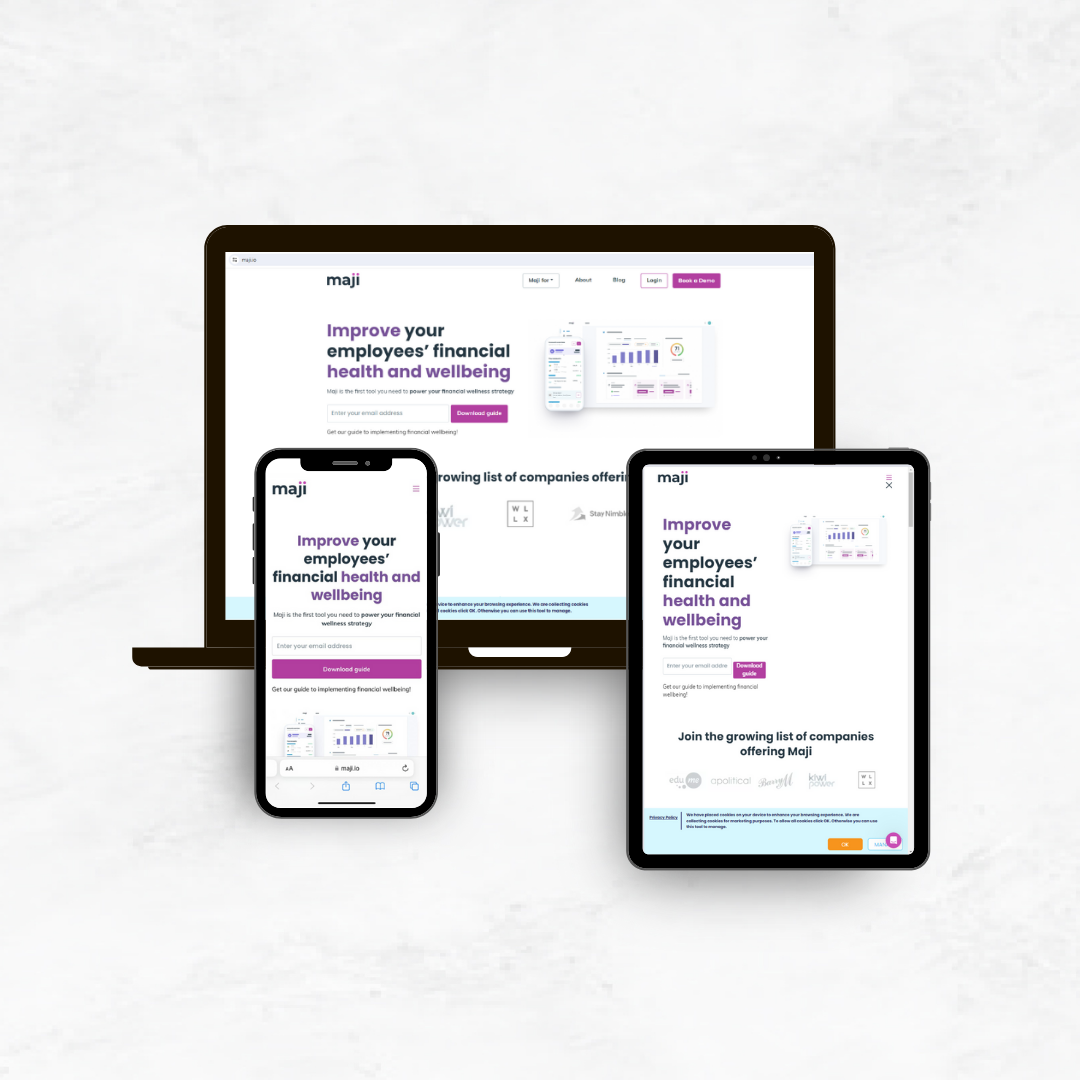 maji.io
maji
Maji for
About
Blog
Login
Book a Demo
Improve your
employees’ financial
health and wellbeing
Maji is the first tool you need to power your financial wellness strategy
Enter your email address
Download guide
Get our guide to implementing financial wellbeing!
rowing list of companies offerin
wi
wer
W L
L X
Stay Nimble
vice to enhance your browsing experience. We are collecting cookies
cookies click OK. Otherwise you can use this tool to manage.
maji
Improve your
employees’
financial health and
wellbeing
Maji is the first tool you need to power your financial
wellness strategy
Enter your email address
Download guide
Get our guide to implementing financial wellbeing!
AA
maji.io
maji
Improve
your
employees’
financial
health and
wellbeing
Maji is the first tool you need to power your
financial wellness strategy
Enter your email addre
Download
guide
Get our guide to implementing financial
wellbeing!
Join the growing list of companies
offering Maji
edu me
apolitical
Barry M
kiwi
power
W L
L X
Privacy Policy
We have placed cookies on your device to enhance your browsing experience. We are
collecting cookies for marketing purposes. To allow all cookies click OK. Otherwise you can use
this tool to manage.
OK
MAN